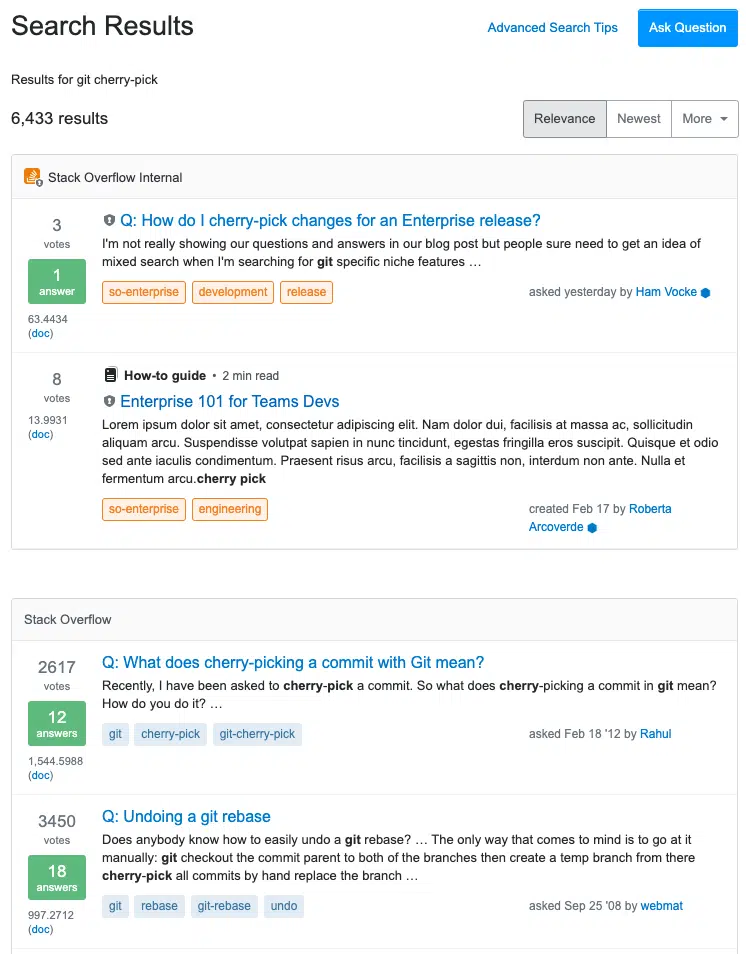 Search Results
Advanced Search Tips
Ask Question
Results for git cherry-pick
6,433 results
Relevance
Newest
More
Stack Overflow Internal
3
votes
1
answer
63.4434
(doc)
Q: How do I cherry-pick changes for an Enterprise release?
I'm not really showing our questions and answers in our blog post but people sure need to get an idea of
mixed search when I'm searching for git specific niche features …
so-enterprise development release
asked yesterday by Ham Vocke
8
votes
13.9931
(doc)
How-to guide • 2 min read
Enterprise 101 for Teams Devs
Lorem ipsum dolor sit amet, consectetur adipiscing elit. Nam dolor dui, facilisis at massa ac, sollicitudin
aliquam arcu. Suspendisse volutpat sapien in nunc tincidunt, egestas fringilla eros suscipit. Quisque et odio
sed ante iaculis condimentum. Praesent risus arcu, facilisis a sagittis non, interdum non ante. Nulla et
fermentum arcu.cherry pick
so-enterprise engineering
created Feb 17 by Roberta
Arcoverde
Stack Overflow
2617
votes
12
answers
1,544.5988
(doc)
Q: What does cherry-picking a commit with Git mean?
Recently, I have been asked to cherry-pick a commit. So what does cherry-picking a commit in git mean?
How do you do it? …
git cherry-pick git-cherry-pick
asked Feb 18 '12 by Rahul
3450
votes
18
answers
997.2712
(doc)
Q: Undoing a git rebase
Does anybody know how to easily undo a git rebase? … The only way that comes to mind is to go at it
manually: git checkout the commit parent to both of the branches then create a temp branch from there
cherry-pick all commits by hand replace the branch …
git rebase git-rebase undo
asked Sep 25 '08 by webmat